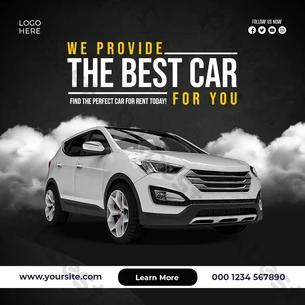 LOGO
HERE
FOLLOW US NOW
WE PROVIDE
THE BEST CAR
FIND THE PERFECT CAR FOR RENT TODAY!
FOR YOU
www.yoursite.com
Learn More
000 1234 567890